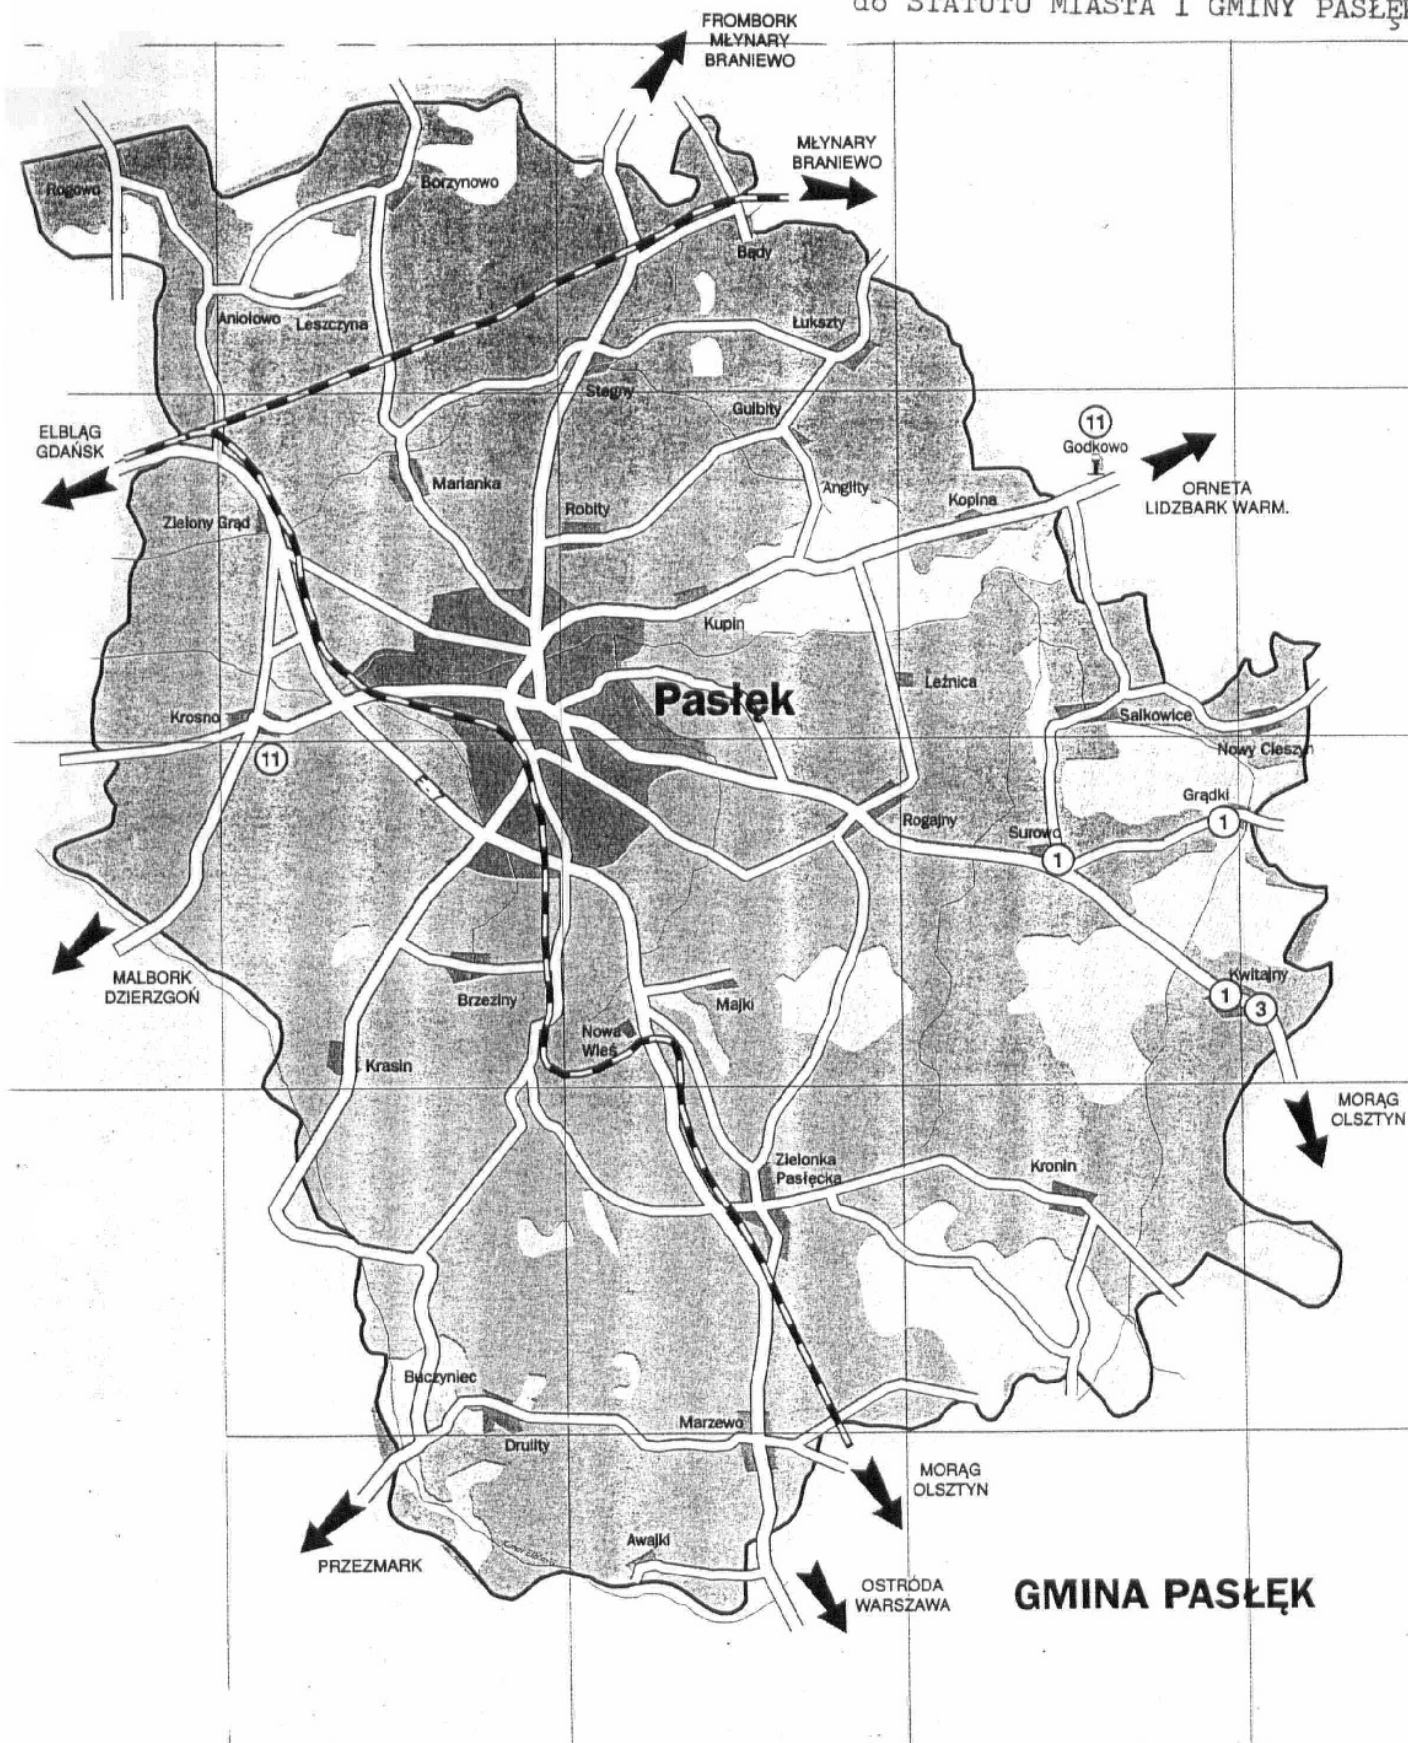 do STATUTU MIASTA I GMINY PASŁĘK
FROMBORK
MŁYNARY
BRANIEWO
MŁYNARY
BRANIEWO
Rogowo
Borzynowo
Bądy
Aniołowo
Leszczyna
Łukszty
Stegny
Gulbity
ELBLĄG
GDAŃSK
11
Godkowo
Marianka
Anglity
Kopina
ORNETA
LIDZBARK WARM.
Zielony Grąd
Robity
Kupin
Pasłęk
Leźnica
Krosno
Sałkowice
11
Nowy Cieszyn
Grądki
Rogajny
Surowo
1
1
MALBORK
DZIERZGOŃ
Brzeziny
Majki
Kwitajny
1
3
Nowa
Wieś
Krasin
MORĄG
OLSZTYN
Zielonka
Pasłęcka
Kronin
Buczyniec
Marzewo
Drulity
MORĄG
OLSZTYN
Awajki
PRZEZMARK
OSTRÓDA
WARSZAWA
GMINA PASŁĘK